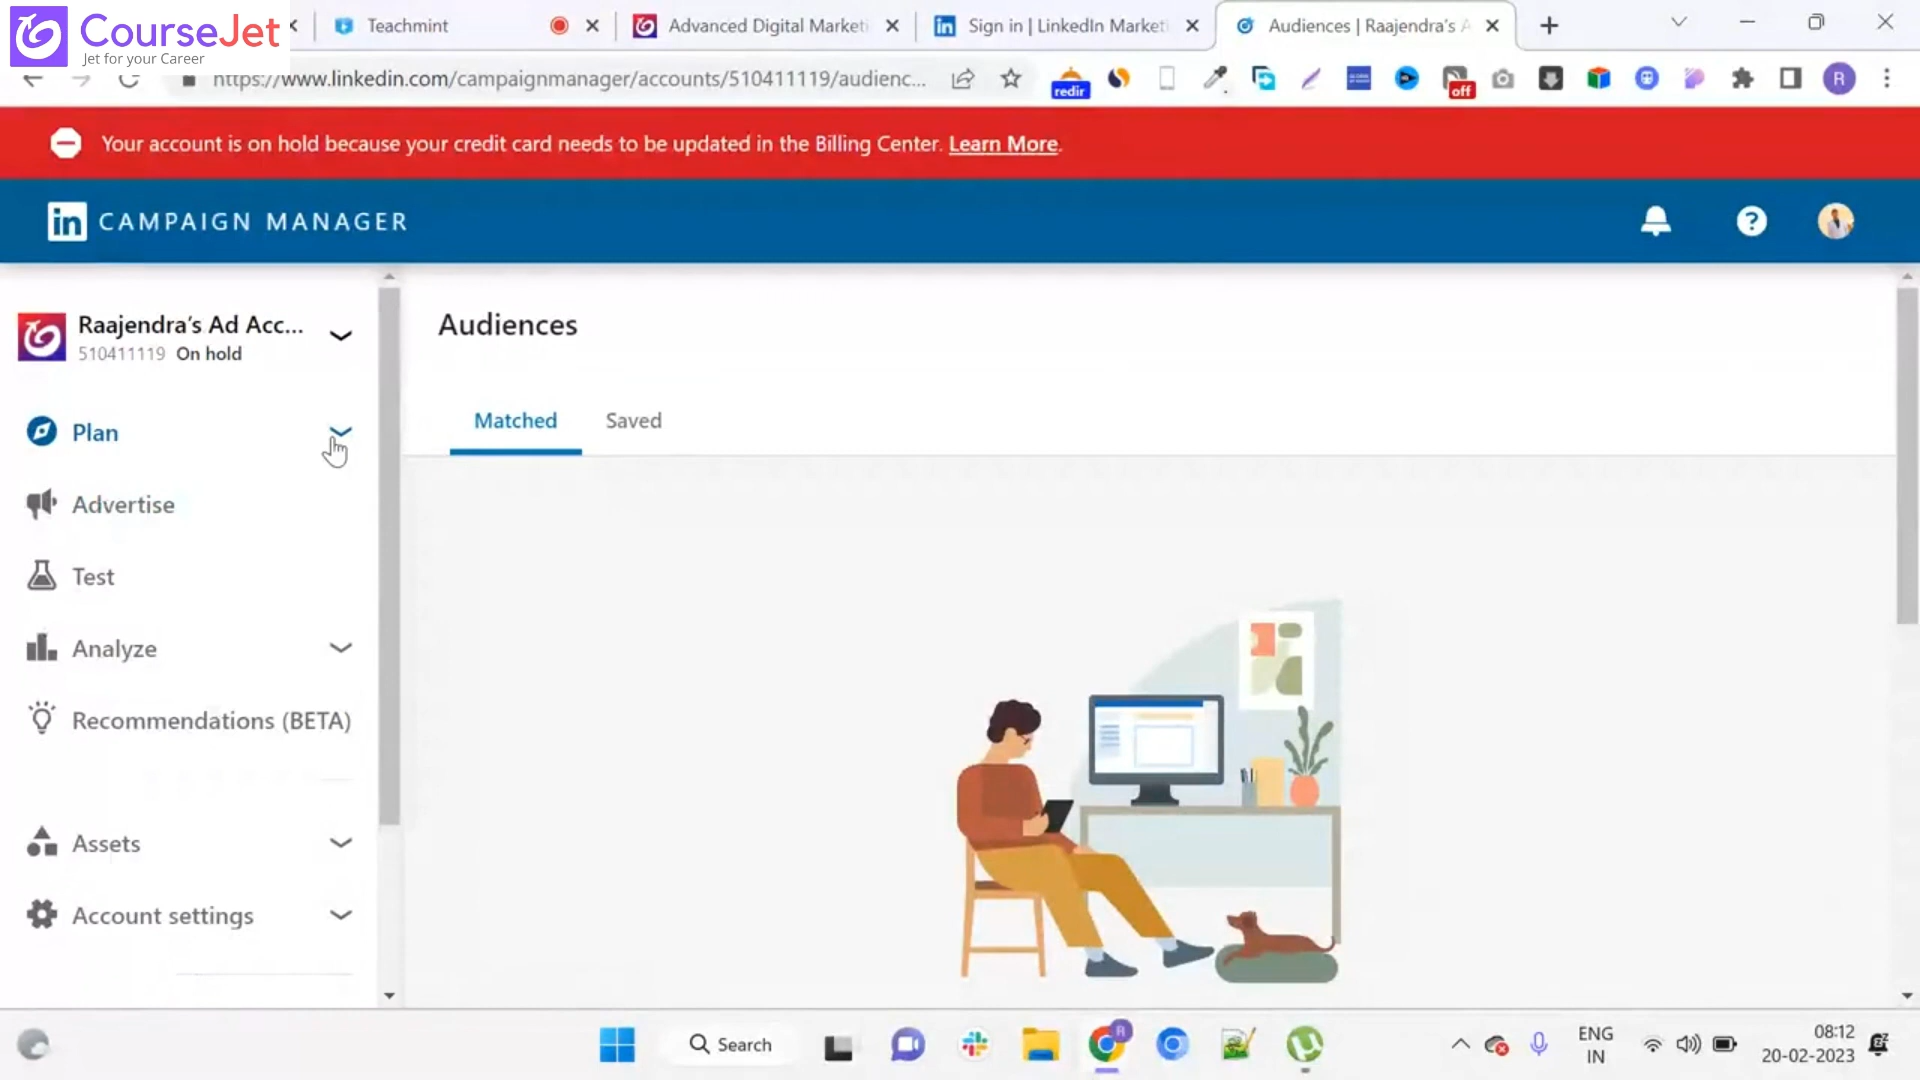 CourseJet
Jet for your Career
Teachmint
Advanced Digital Marketi
Sign in | LinkedIn Marketi
Audiences | Raajendra's A
https://www.linkedin.com/campaignmanager/accounts/510411119/audienc...
redir
off
R
Your account is on hold because your credit card needs to be updated in the Billing Center. Learn More.
in CAMPAIGN MANAGER
Raajendra's Ad Acc...
510411119 On hold
Audiences
Matched
Saved
Plan
Advertise
Test
Analyze
Recommendations (BETA)
Assets
Account settings
Search
R
ENG
IN
08:12
20-02-2023